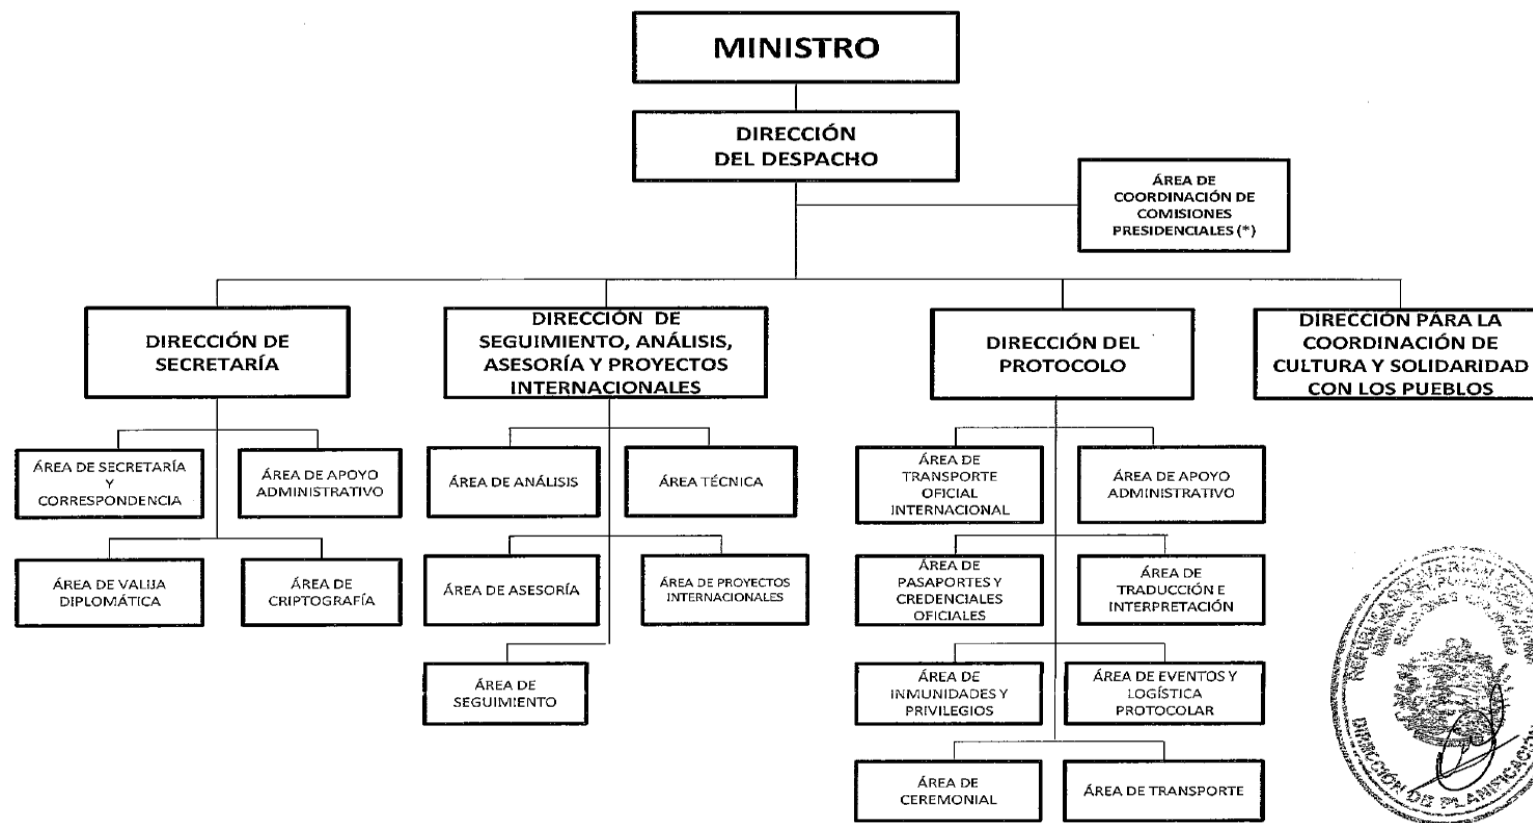 MINISTRO
DIRECCIÓN
DEL DESPACHO
ÁREA DE
COORDINACIÓN DE
COMISIONES
PRESIDENCIALES (*)
DIRECCIÓN DE
SECRETARÍA
DIRECCIÓN DE
SEGUIMIENTO, ANÁLISIS,
ASESORÍA Y PROYECTOS
INTERNACIONALES
DIRECCIÓN DEL
PROTOCOLO
DIRECCIÓN PARA LA
COORDINACIÓN DE
CULTURA Y SOLIDARIDAD
CON LOS PUEBLOS
ÁREA DE SECRETARÍA
Y
CORRESPONDENCIA
ÁREA DE APOYO
ADMINISTRATIVO
ÁREA DE VALIJA
DIPLOMÁTICA
ÁREA DE
CRIPTOGRAFÍA
ÁREA DE ANÁLISIS
ÁREA TÉCNICA
ÁREA DE ASESORÍA
ÁREA DE PROYECTOS
INTERNACIONALES
ÁREA DE
SEGUIMIENTO
ÁREA DE
TRANSPORTE
OFICIAL
INTERNACIONAL
ÁREA DE APOYO
ADMINISTRATIVO
ÁREA DE
PASAPORTES Y
CREDENCIALES
OFICIALES
ÁREA DE
TRADUCCIÓN E
INTERPRETACIÓN
ÁREA DE
INMUNIDADES Y
PRIVILEGIOS
ÁREA DE EVENTOS Y
LOGÍSTICA
PROTOCOLAR
ÁREA DE
CEREMONIAL
ÁREA DE TRANSPORTE
DIRECCIÓN DE PLANIFICACIÓN